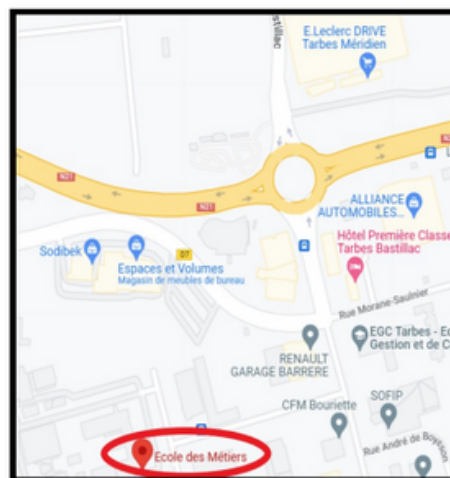 E.Leclerc DRIVE
Tarbes Méridien
N21
N21
ALLIANCE
AUTOMOBILES...
Hôtel Première Classe
Tarbes Bastillac
Sodibek
D7
Espaces et Volumes
Magasin de meubles de bureau
Rue Morane-Saulnier
EGC Tarbes - Ec
Gestion et de C
RENAULT
GARAGE BARRERE
CFM Bouriette
SOFIP
Ecole des Métiers